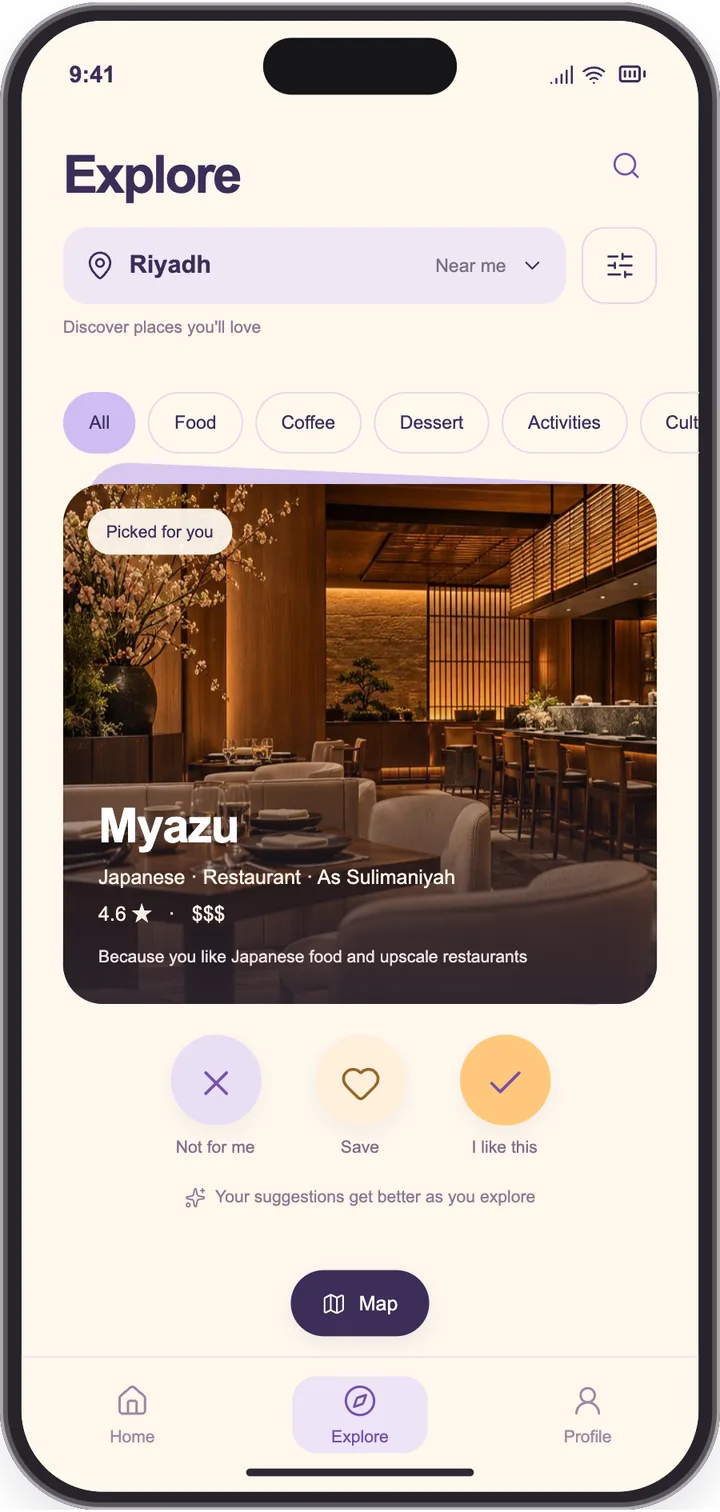 9:41
Explore
Riyadh Near me
Discover places you'll love
All Food Coffee Dessert Activities Cult
Picked for you
Myazu
Japanese · Restaurant · As Sulimaniyah
4.6 ★ · $$$
Because you like Japanese food and upscale restaurants
Not for me Save I like this
Your suggestions get better as you explore
Map
Home Explore Profile